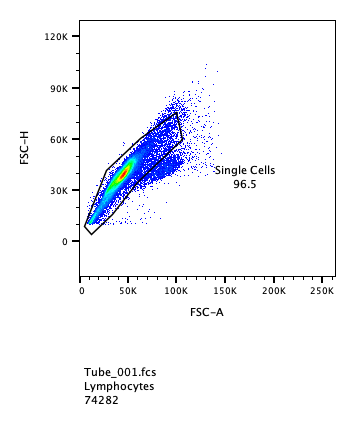 120K
90K
60K
30K
0
FSC-H
Single Cells
96.5
0 50K 100K 150K 200K 250K
FSC-A
Tube_001.fcs
Lymphocytes
74282